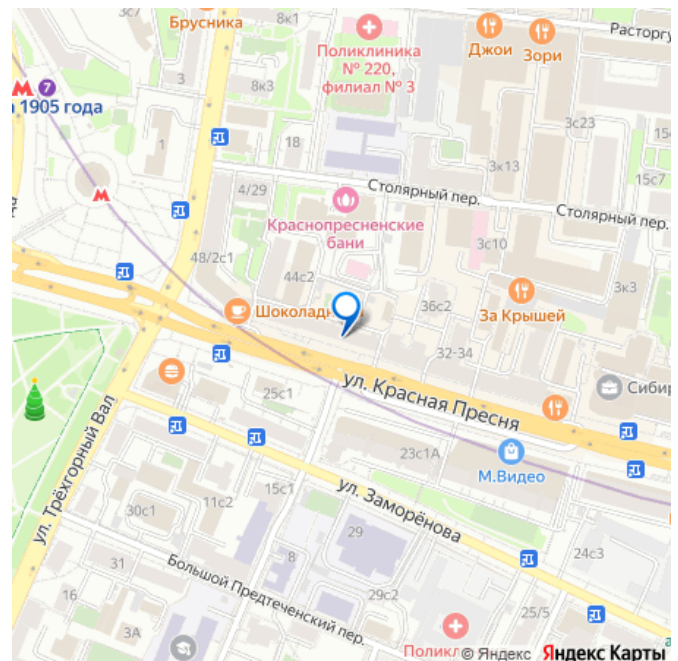 Брусника
8к1
Поликлиника
№ 220,
филиал № 3
Джои
Зори
Расторгу
М 7
а 1905 года
3
8к3
1
18
3с23
15
3к13
15с7
4/29
Столярный пер.
Столярный пер.
Краснопресненские
бани
48/2с1
44с2
3с10
Шоколадн
36с2
За Крышей
3к3
32-34
ул. Красная Пресня
Сибир
25с1
ул. Трёхгорный Вал
23с1А
М.Видео
ул. Заморёнова
30с1
11с2
15с1
29
24с3
31
8
Большой Предтеченский пер.
16
29с2
25/5
3А
Поликл
© Яндекс Яндекс Карты